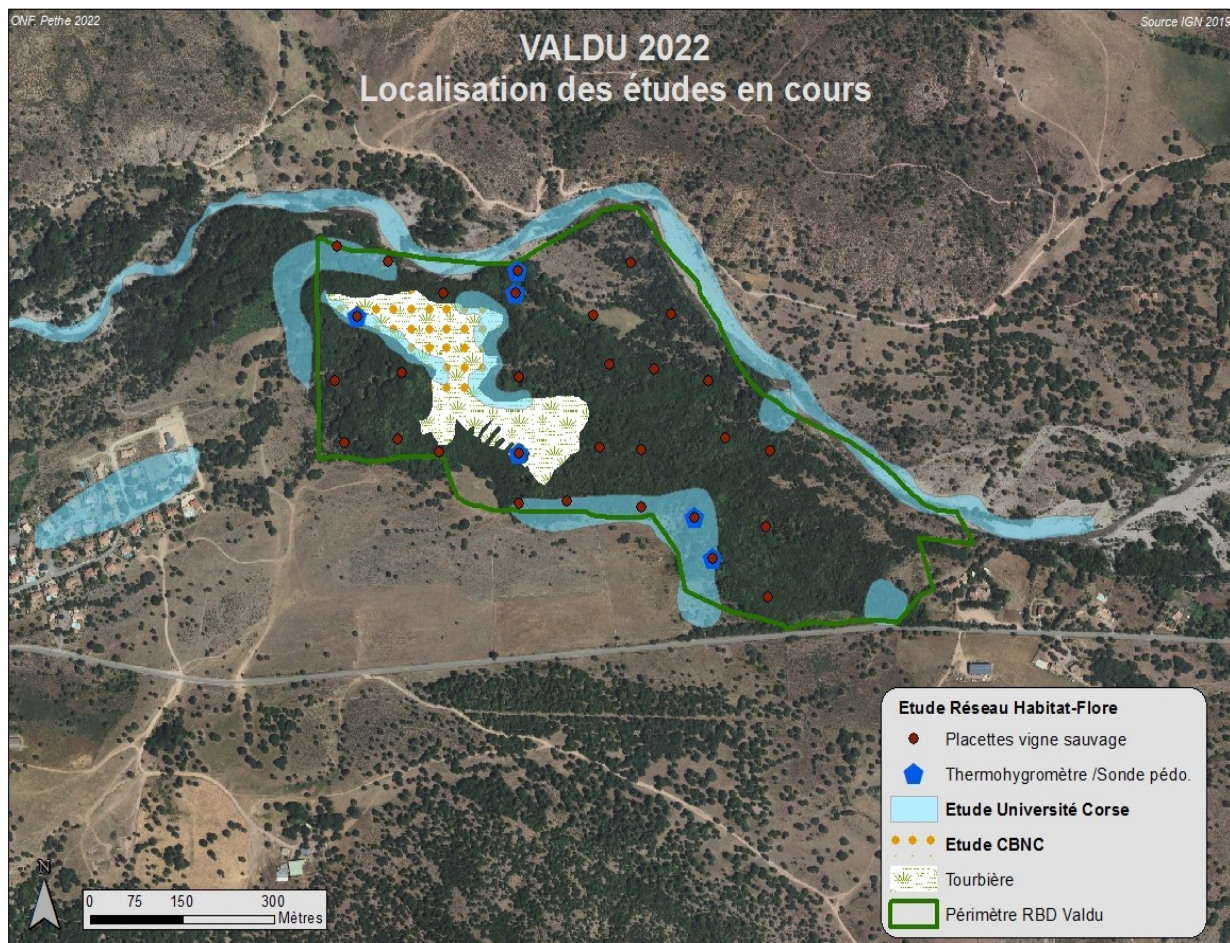 ONF, Pethe 2022
Source IGN 2019
VALDU 2022
Localisation des études en cours
Etude Réseau Habitat-Flore
Placettes vigne sauvage
Thermohygromètre /Sonde pédo.
Etude Université Corse
Etude CBNC
Tourbière
Périmètre RBD Valdu
N
0 75 150 300
Mètres